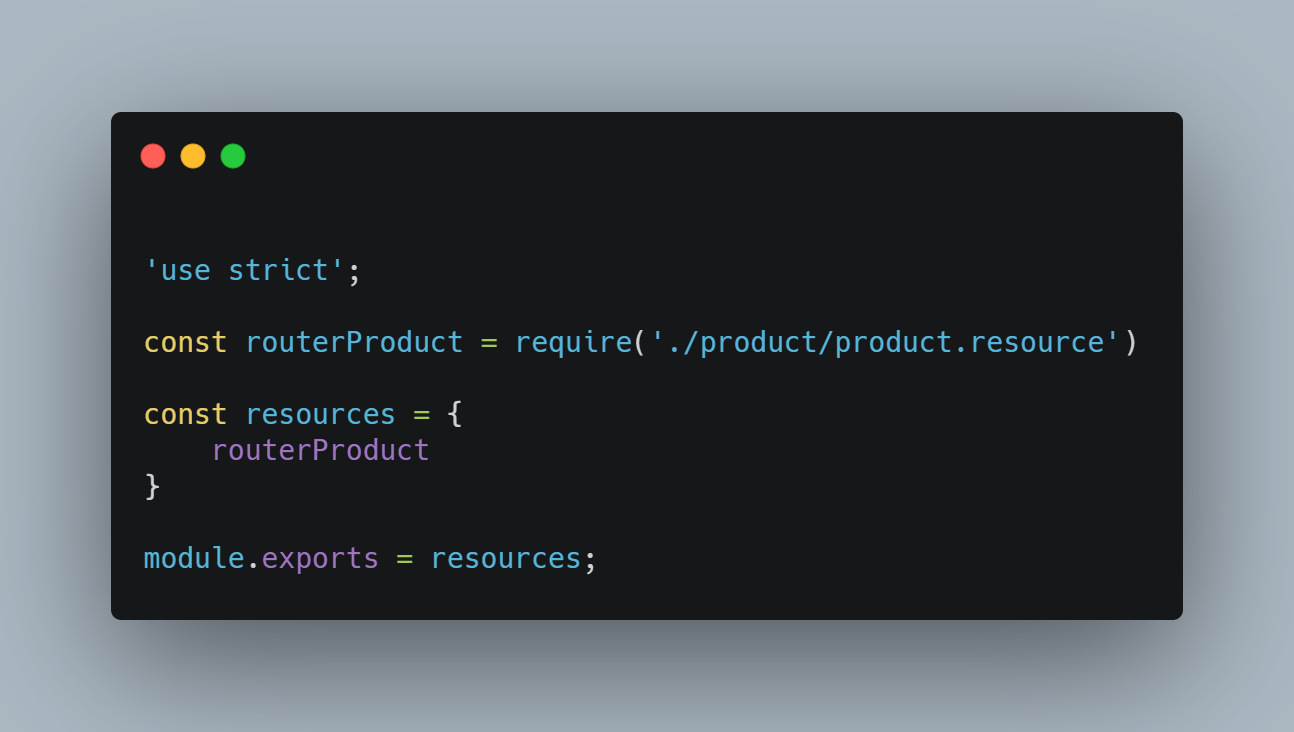 'use strict';
const routerProduct = require('./product/product.resource')
const resources = {
    routerProduct
}
module.exports = resources;